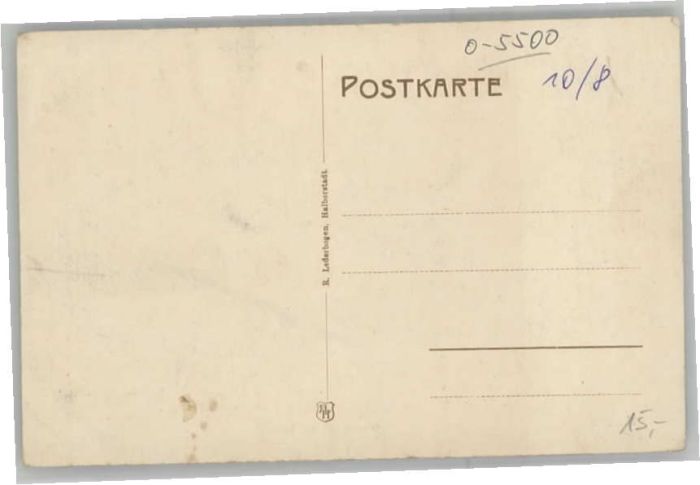 0-5500
POSTKARTE 10/8
R. Lederbogen, Halberstadt.
15,-